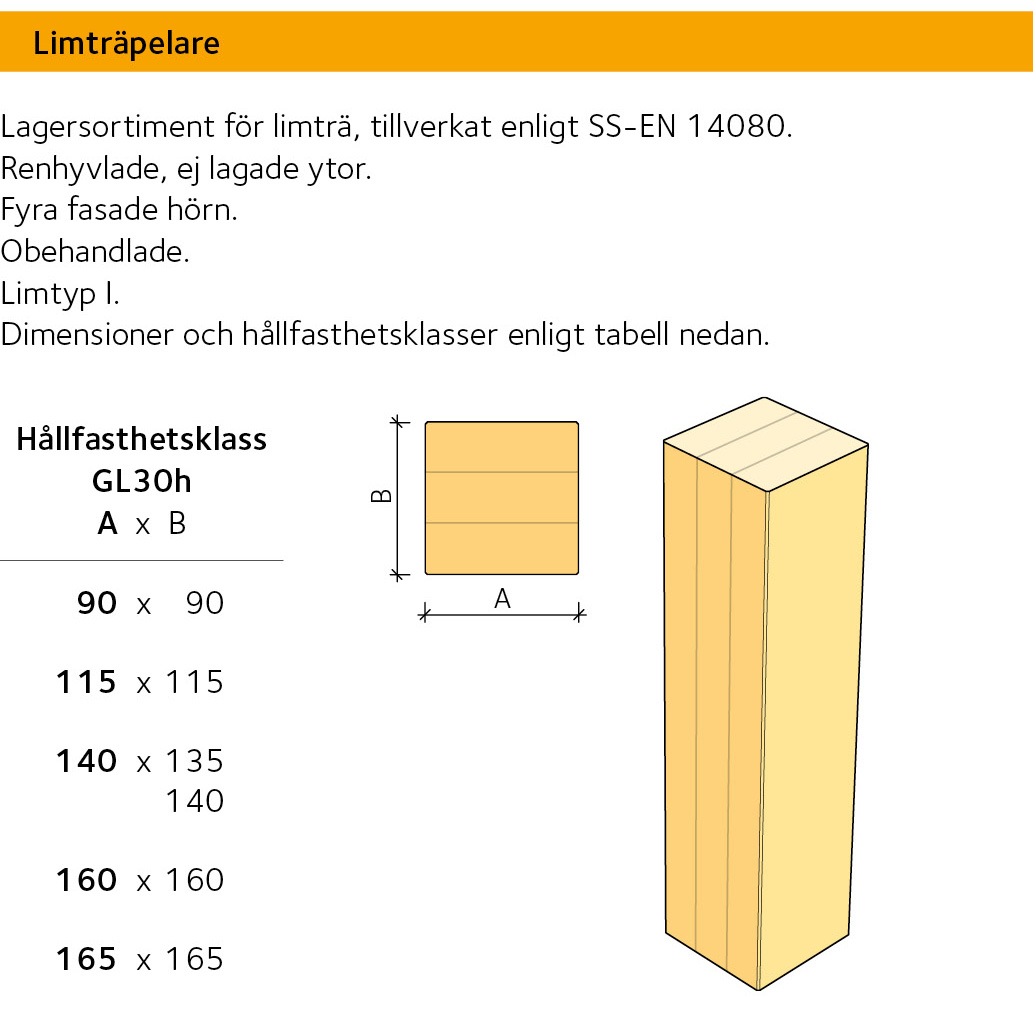 Limträpelare
Lagersortiment för limträ, tillverkat enligt SS-EN 14080.
Renhyvlade, ej lagade ytor.
Fyra fasade hörn.
Obehandlade.
Limtyp I.
Dimensioner och hållfasthetsklasser enligt tabell nedan.
Hållfasthetsklass
GL30h
A x B
90 x 90
115 x 115
140 x 135
140
160 x 160
165 x 165
B
A